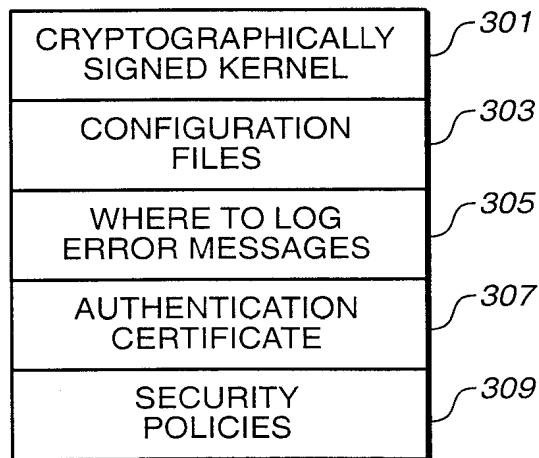 CRYPTOGRAPHICALLY
SIGNED KERNEL
301
CONFIGURATION
FILES
303
WHERE TO LOG
ERROR MESSAGES
305
AUTHENTICATION
CERTIFICATE
307
SECURITY
POLICIES
309